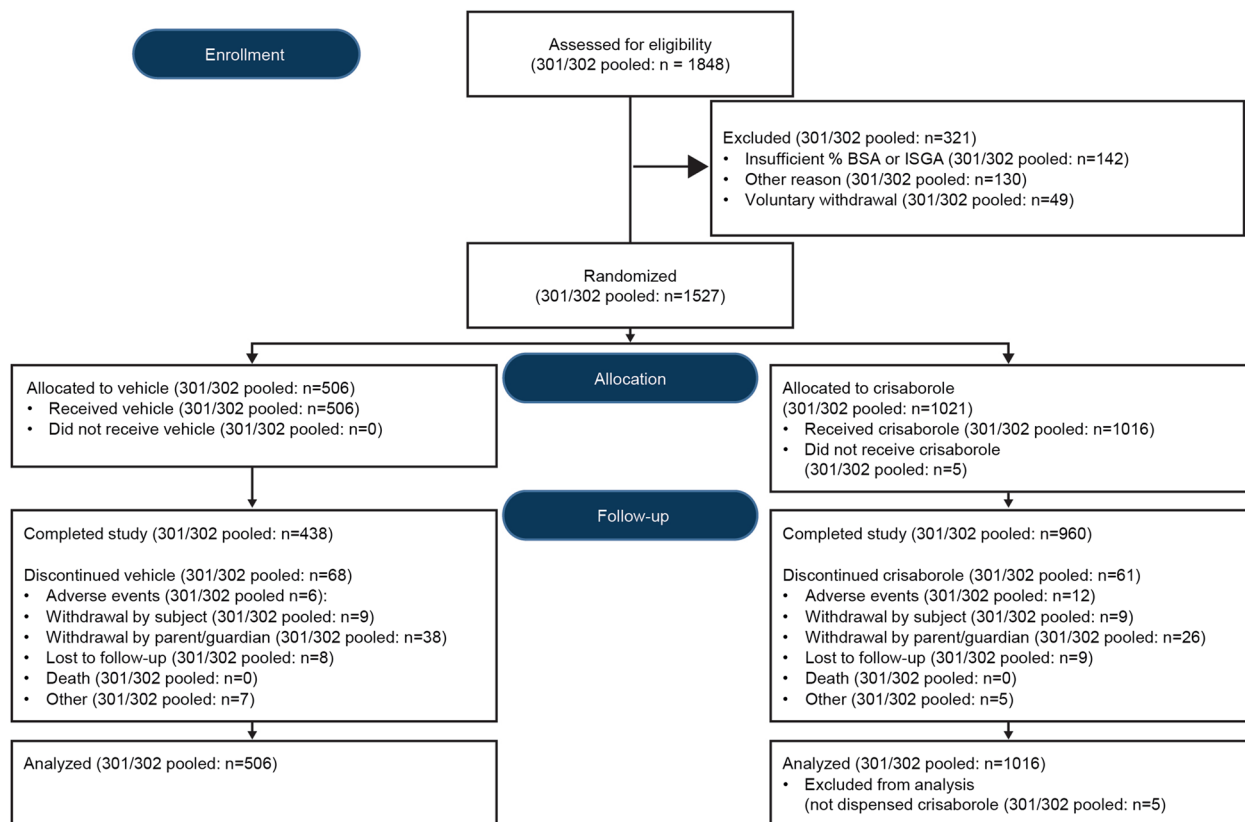 Enrollment
Assessed for eligibility
(301/302 pooled: n = 1848)
Excluded (301/302 pooled: n=321)
• Insufficient % BSA or ISGA (301/302 pooled: n=142)
• Other reason (301/302 pooled: n=130)
• Voluntary withdrawal (301/302 pooled: n=49)
Randomized
(301/302 pooled: n=1527)
Allocation
Allocated to vehicle (301/302 pooled: n=506)
• Received vehicle (301/302 pooled: n=506)
• Did not receive vehicle (301/302 pooled: n=0)
Allocated to crisaborole
(301/302 pooled: n=1021)
• Received crisaborole (301/302 pooled: n=1016)
• Did not receive crisaborole
(301/302 pooled: n=5)
Follow-up
Completed study (301/302 pooled: n=438)
Discontinued vehicle (301/302 pooled: n=68)
• Adverse events (301/302 pooled n=6):
• Withdrawal by subject (301/302 pooled: n=9)
• Withdrawal by parent/guardian (301/302 pooled: n=38)
• Lost to follow-up (301/302 pooled: n=8)
• Death (301/302 pooled: n=0)
• Other (301/302 pooled: n=7)
Completed study (301/302 pooled: n=960)
Discontinued crisaborole (301/302 pooled: n=61)
• Adverse events (301/302 pooled: n=12)
• Withdrawal by subject (301/302 pooled: n=9)
• Withdrawal by parent/guardian (301/302 pooled: n=26)
• Lost to follow-up (301/302 pooled: n=9)
• Death (301/302 pooled: n=0)
• Other (301/302 pooled: n=5)
Analyzed (301/302 pooled: n=506)
Analyzed (301/302 pooled: n=1016)
• Excluded from analysis
(not dispensed crisaborole (301/302 pooled: n=5)